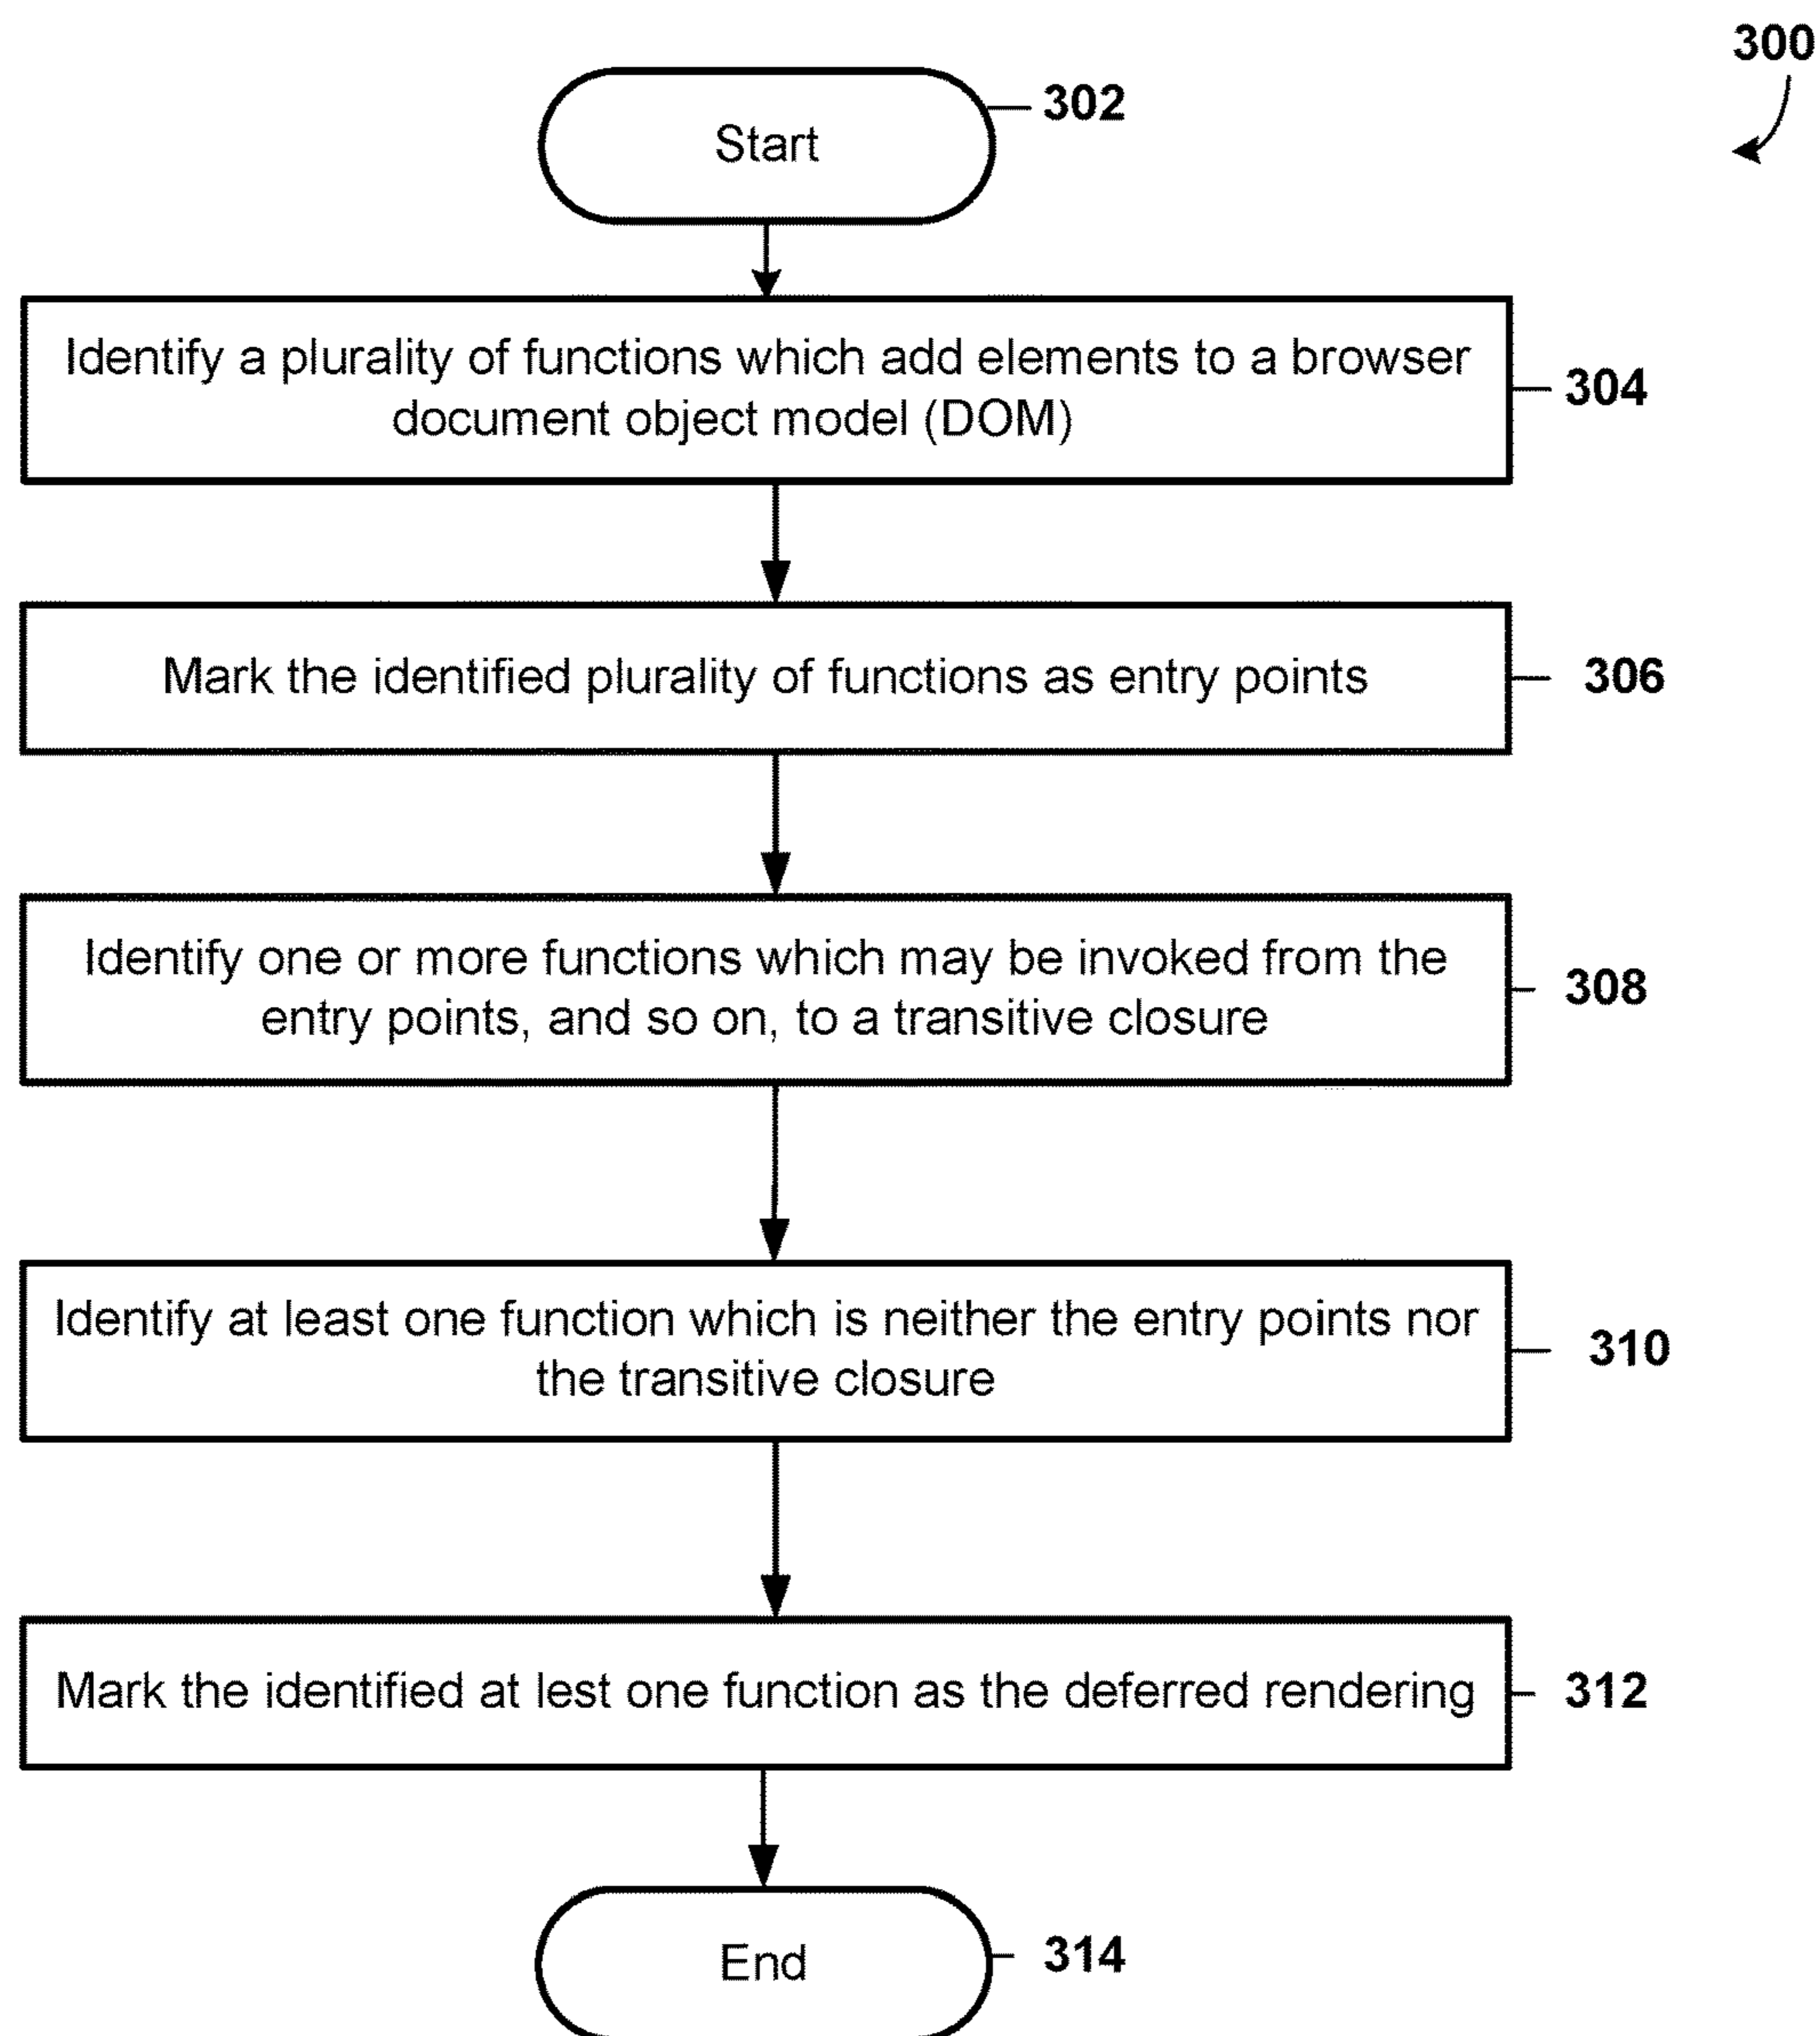 300
Start
302
Identify a plurality of functions which add elements to a browser
document object model (DOM)
304
Mark the identified plurality of functions as entry points
306
Identify one or more functions which may be invoked from the
entry points, and so on, to a transitive closure
308
Identify at least one function which is neither the entry points nor
the transitive closure
310
Mark the identified at lest one function as the deferred rendering
312
End
314